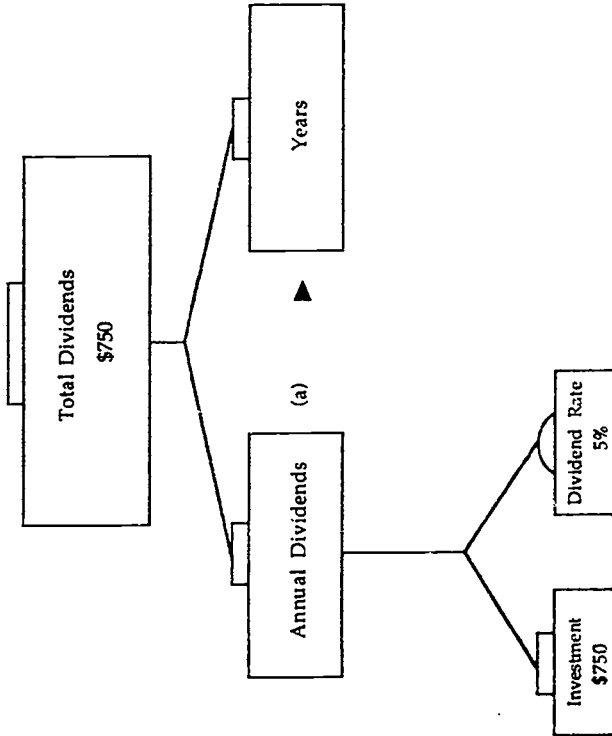 Total Dividends
$750
Annual Dividends
(a)
Years
Investment
$750
Dividend Rate
5%